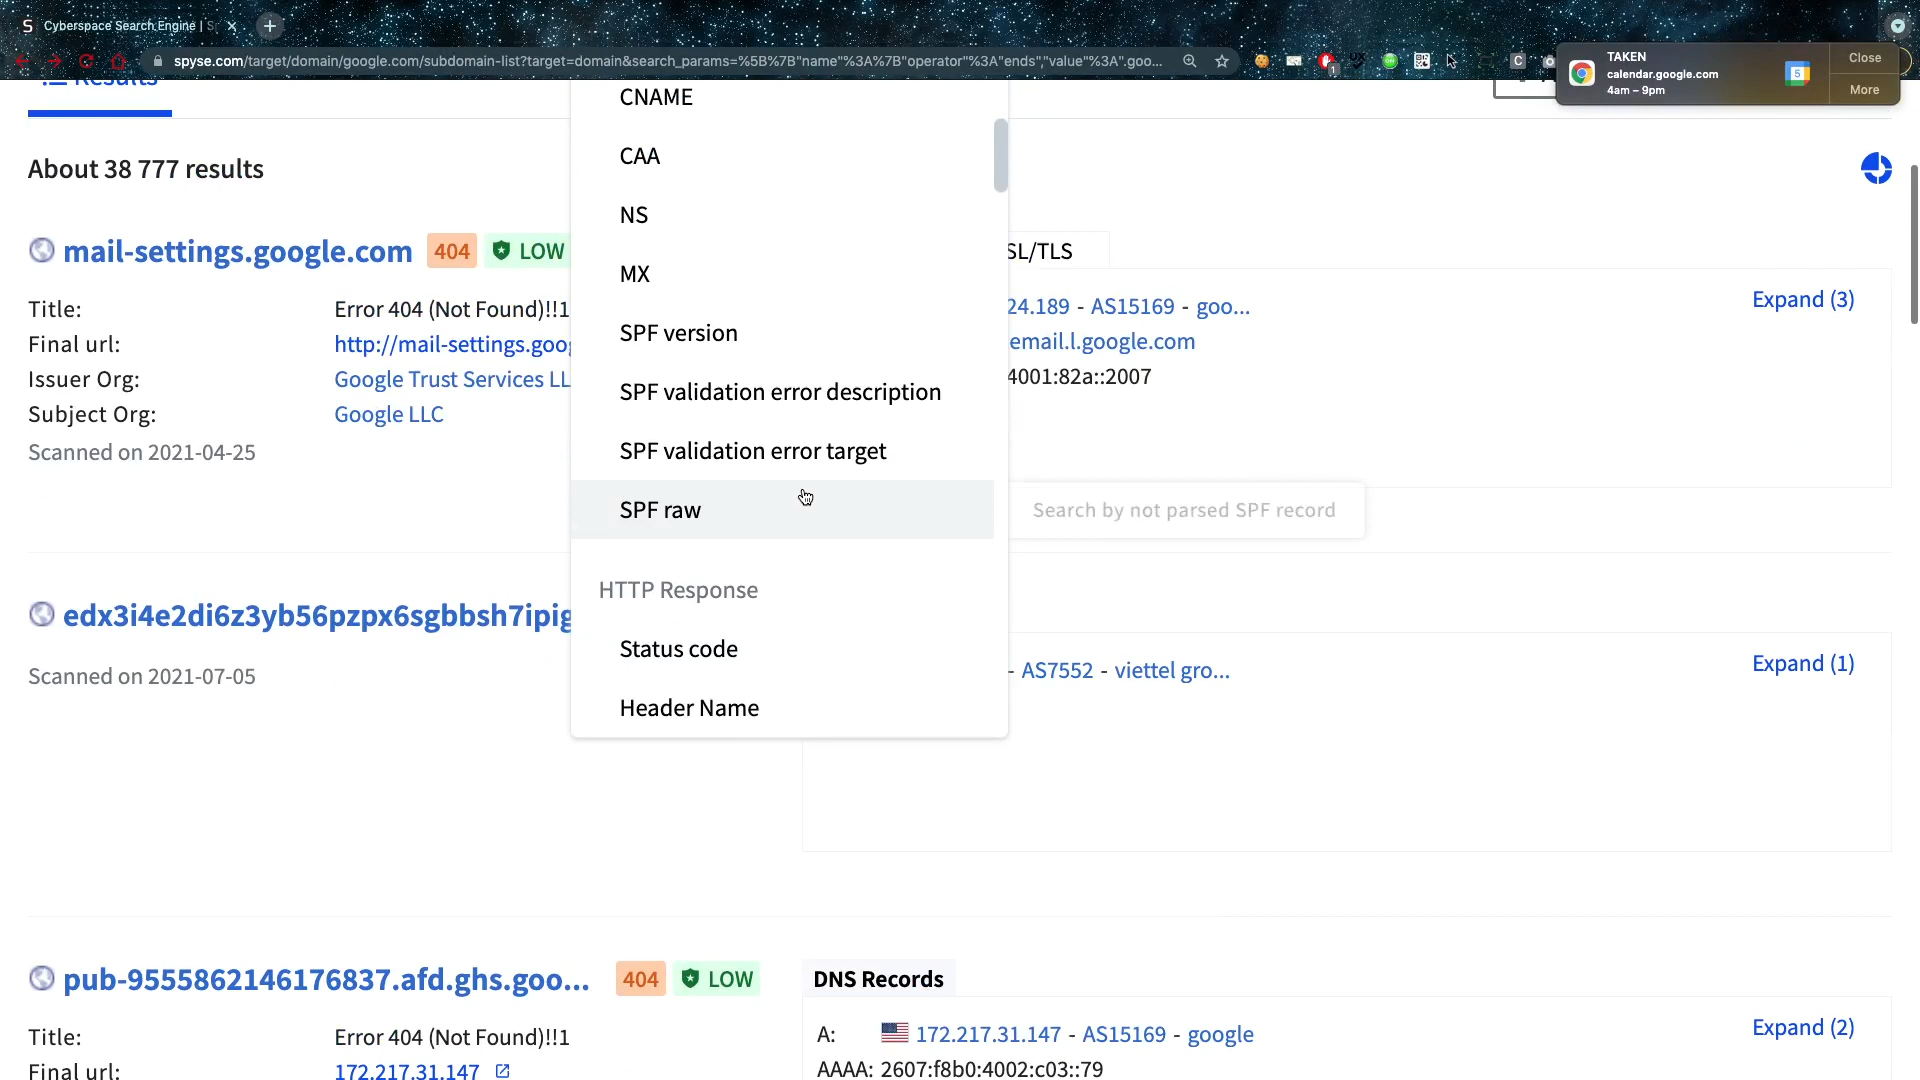 Cyberspace Search Engine |
spyse.com/target/domain/google.com/subdomain-list?target=domain&search_params=%5B%7B"name"%3A%7B"operator"%3A"ends","value"%3A".goo...
TAKEN
calendar.google.com
4am – 9pm
Close
More
Results
CNAME
CAA
NS
MX
SPF version
SPF validation error description
SPF validation error target
SPF raw
HTTP Response
Status code
Header Name
Search by not parsed SPF record
About 38 777 results
mail-settings.google.com 404 LOW
Title: Error 404 (Not Found)!!1
Final url: http://mail-settings.goog
Issuer Org: Google Trust Services LL
Subject Org: Google LLC
Scanned on 2021-04-25
SL/TLS
24.189 - AS15169 - goo...
email.l.google.com
4001:82a::2007
Expand (3)
edx3i4e2di6z3yb56pzpx6sgbbsh7ipig
Scanned on 2021-07-05
- AS7552 - viettel gro...
Expand (1)
pub-9555862146176837.afd.ghs.goo... 404 LOW
Title: Error 404 (Not Found)!!1
Final url: 172.217.31.147
DNS Records
A: 172.217.31.147 - AS15169 - google
AAAA: 2607:f8b0:4002:c03::79
Expand (2)